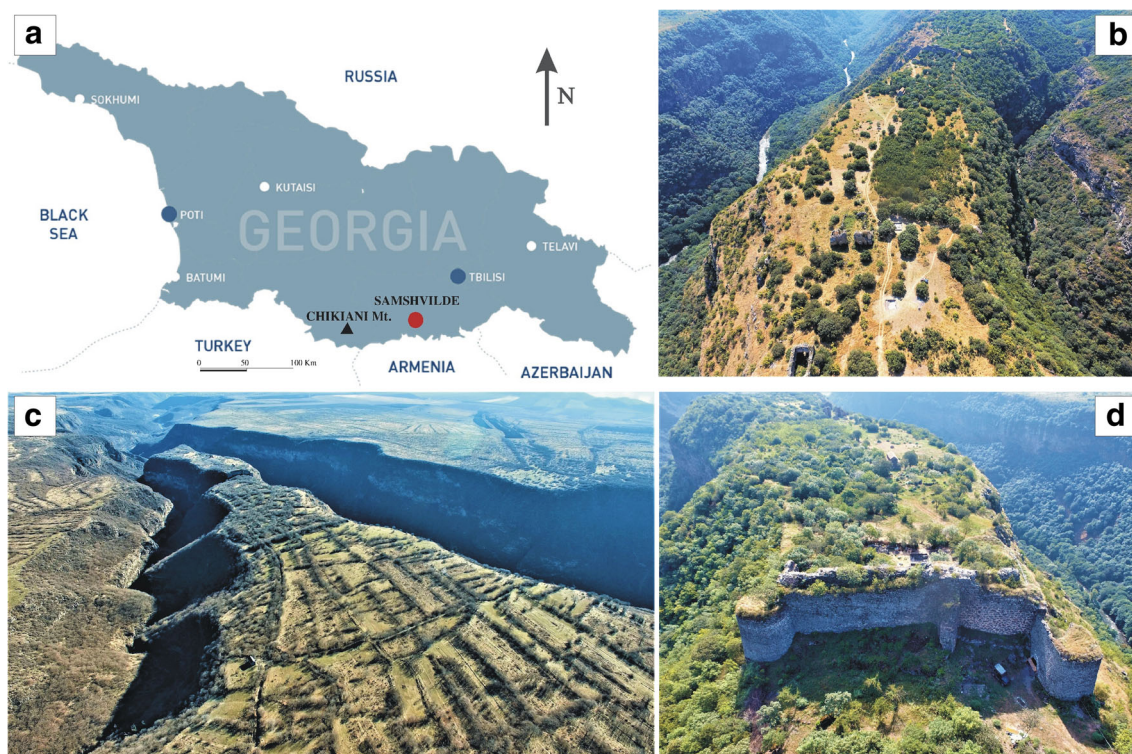 a
RUSSIA
N
SOKHUMI
KUTAISI
BLACK
SEA
POTI
GEORGIA
TELAVI
BATUMI
TBILISI
SAMSHVILDE
CHIKIANI Mt.
TURKEY
0 50 100 Km
ARMENIA
AZERBAIJAN
b
c
d